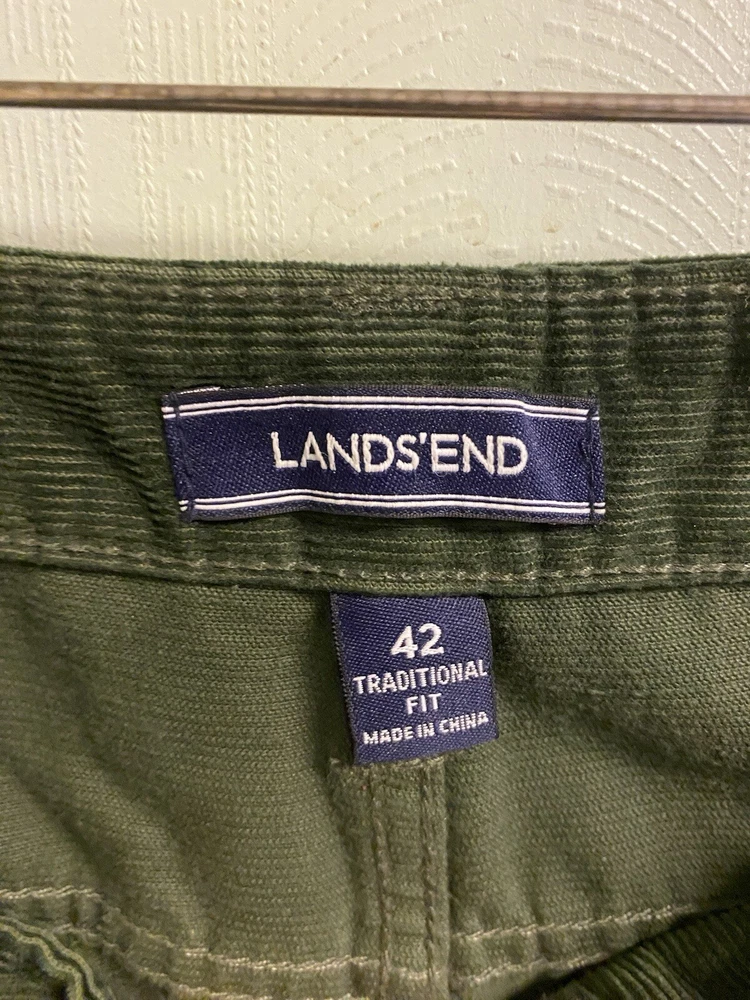 LANDS'END
42
TRADITIONAL
FIT
MADE IN CHINA